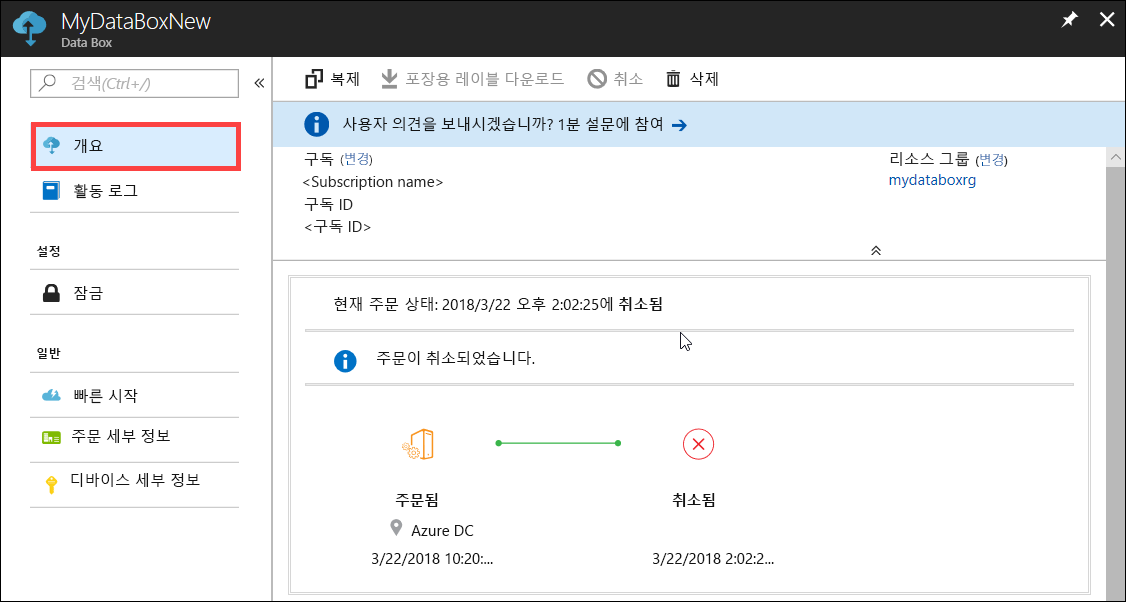 MyDataBoxNew
Data Box
검색(Ctrl+/)
개요
활동 로그
설정
잠금
일반
빠른 시작
주문 세부 정보
디바이스 세부 정보
복제 포장용 레이블 다운로드 취소 삭제
사용자 의견을 보내시겠습니까? 1분 설문에 참여 →
구독 (변경)
<Subscription name>
구독 ID
<구독 ID>
리소스 그룹 (변경)
mydataboxrg
현재 주문 상태: 2018/3/22 오후 2:02:25에 취소됨
주문이 취소되었습니다.
주문됨 취소됨
Azure DC
3/22/2018 10:20:... 3/22/2018 2:02:2...